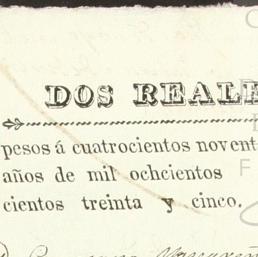 DOS REALE
pesos á cuatrocientos novent
años de mil ochcientos
cientos treinta y cinco.